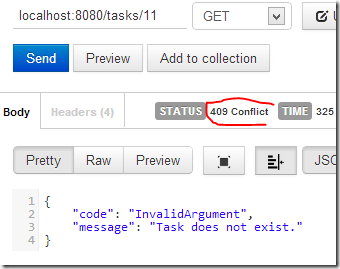 localhost:8080/tasks/11 GET
Send Preview Add to collection
Body Headers (4) STATUS 409 Conflict TIME 325
Pretty Raw Preview JSO
1 {
2 "code": "InvalidArgument",
3 "message": "Task does not exist."
4 }